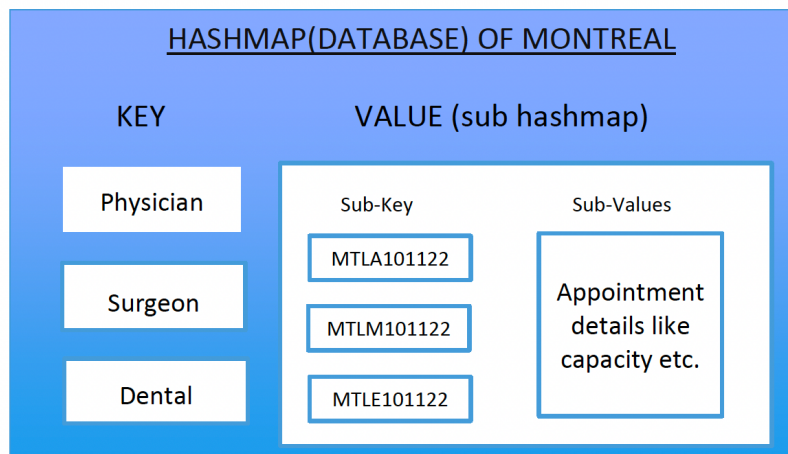 HASHMAP(DATABASE) OF MONTREAL
KEY
VALUE (sub hashmap)
Physician
Surgeon
Dental
Sub-Key
MTLA101122
MTLM101122
MTLE101122
Sub-Values
Appointment
details like
capacity etc.